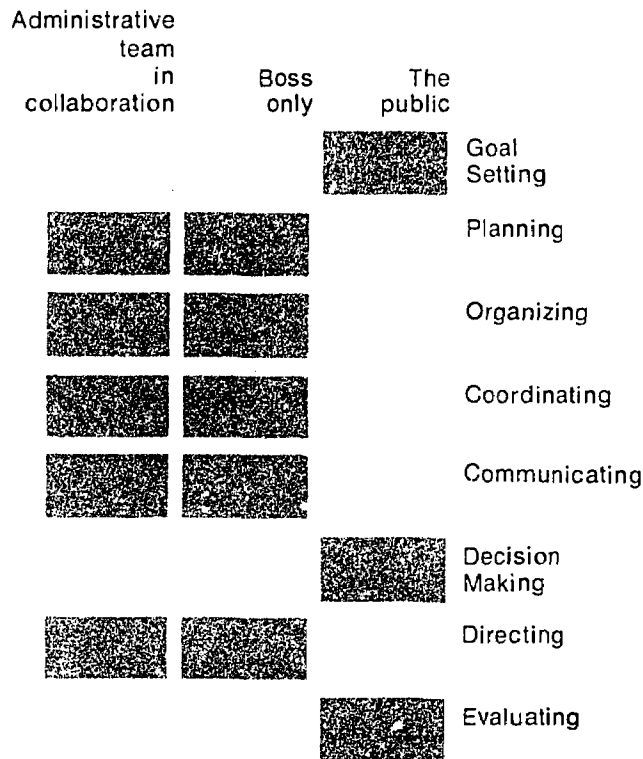 Administrative
team
in
collaboration
Boss
only
The
public
Goal
Setting
Planning
Organizing
Coordinating
Communicating
Decision
Making
Directing
Evaluating